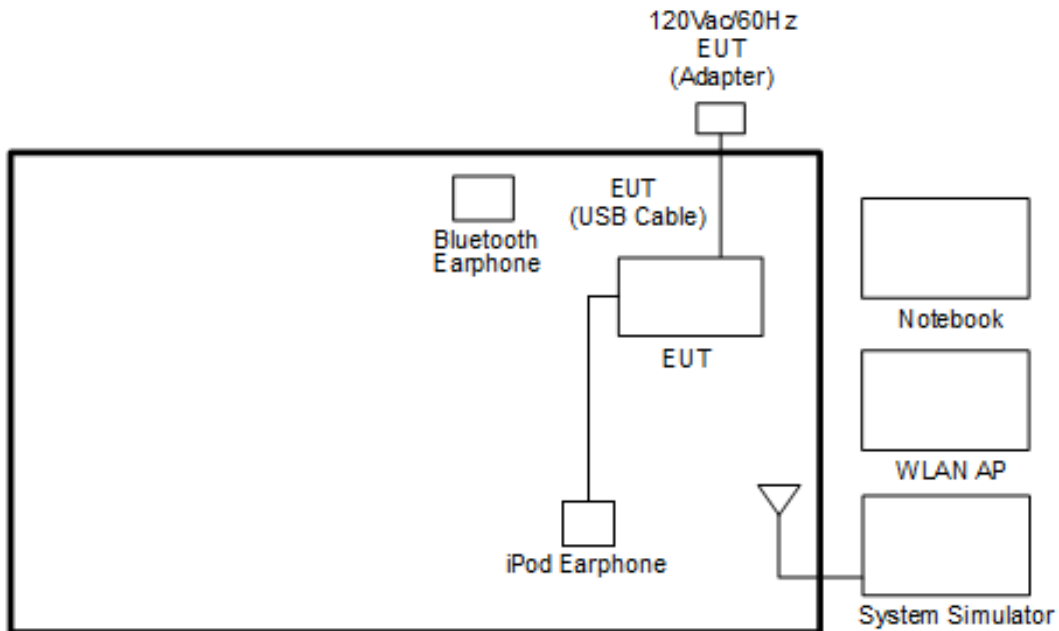 120Vac/60Hz
EUT
(Adapter)
EUT
(USB Cable)
Bluetooth
Earphone
EUT
Notebook
WLAN AP
iPod Earphone
System Simulator